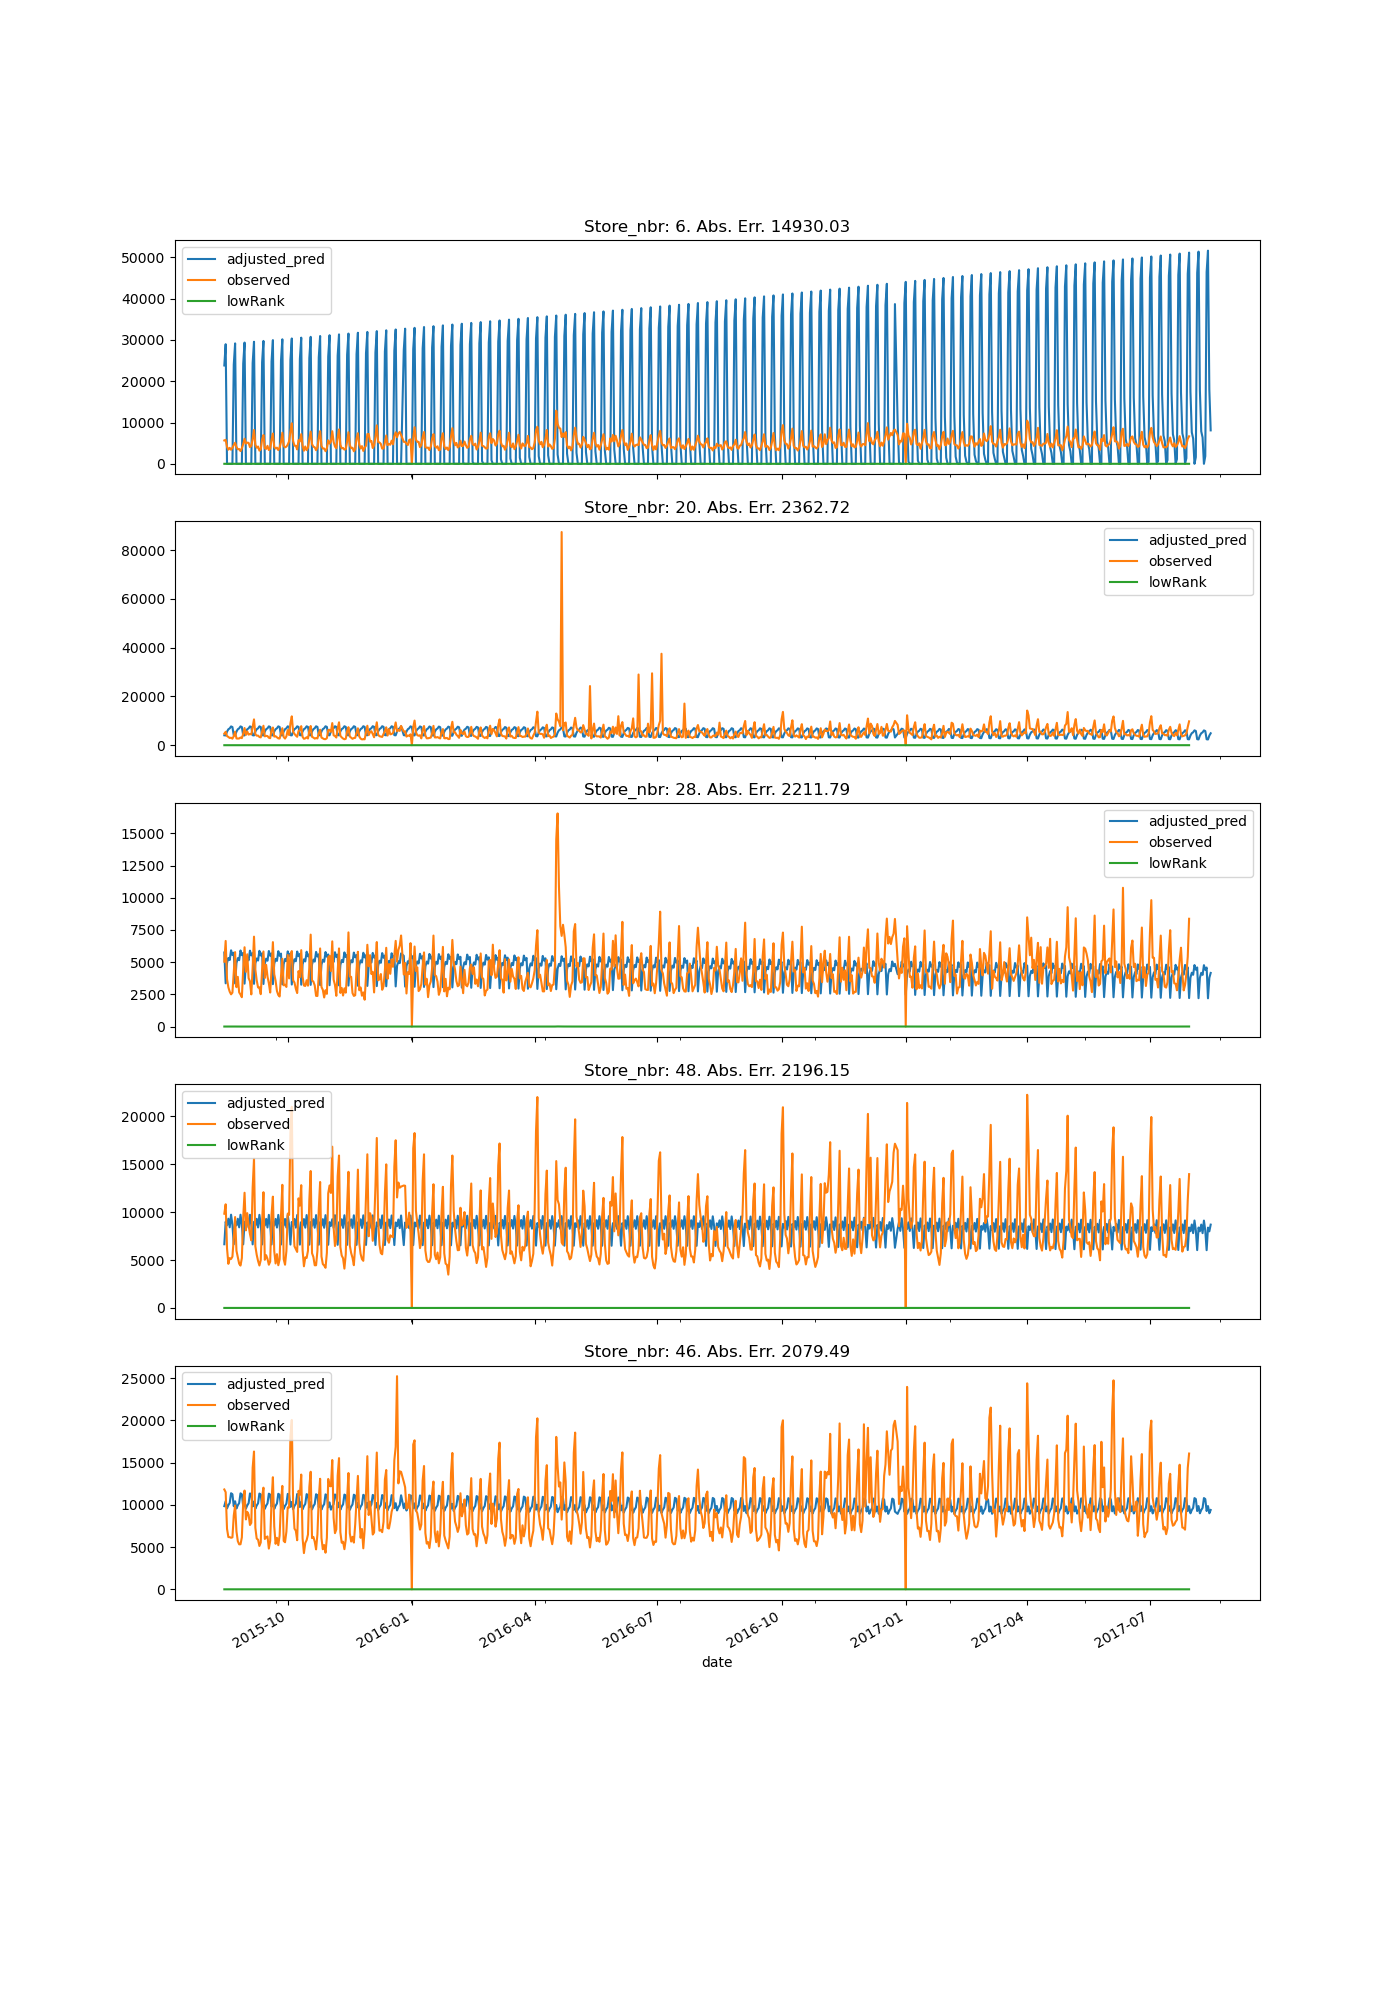 Store_nbr: 6. Abs. Err. 14930.03
50000
40000
30000
20000
10000
0
adjusted_pred
observed
lowRank
Store_nbr: 20. Abs. Err. 2362.72
80000
60000
40000
20000
0
adjusted_pred
observed
lowRank
Store_nbr: 28. Abs. Err. 2211.79
15000
12500
10000
7500
5000
2500
0
adjusted_pred
observed
lowRank
Store_nbr: 48. Abs. Err. 2196.15
20000
15000
10000
5000
0
adjusted_pred
observed
lowRank
Store_nbr: 46. Abs. Err. 2079.49
25000
20000
15000
10000
5000
0
adjusted_pred
observed
lowRank
2015-10 2016-01 2016-04 2016-07 2016-10 2017-01 2017-04 2017-07
date